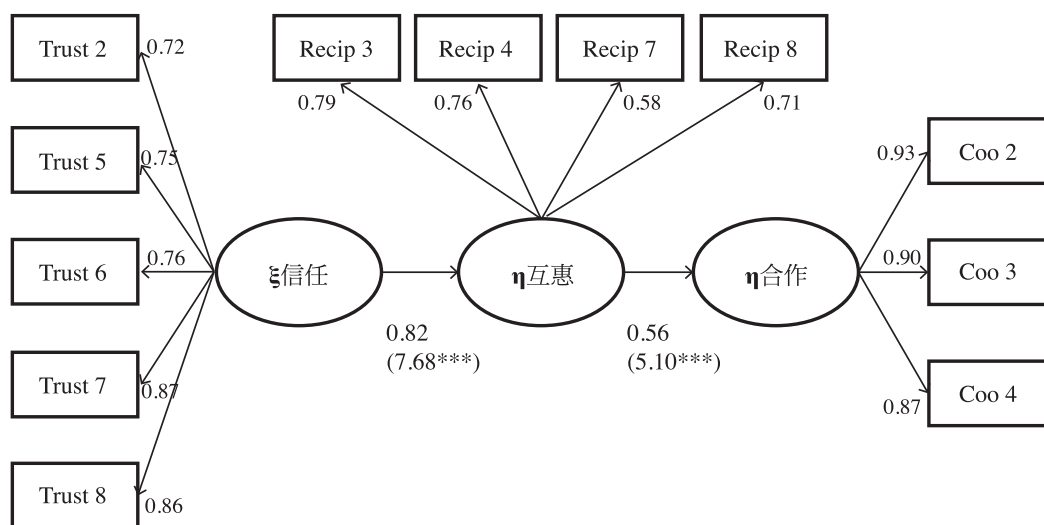 Trust 2
0.72
Recip 3
Recip 4
Recip 7
Recip 8
0.79
0.76
0.58
0.71
Trust 5
0.75
0.93
Coo 2
Trust 6
0.76
ξ信任
η互惠
η合作
0.90
Coo 3
0.82
(7.68***)
0.56
(5.10***)
Trust 7
0.87
0.87
Coo 4
Trust 8
0.86